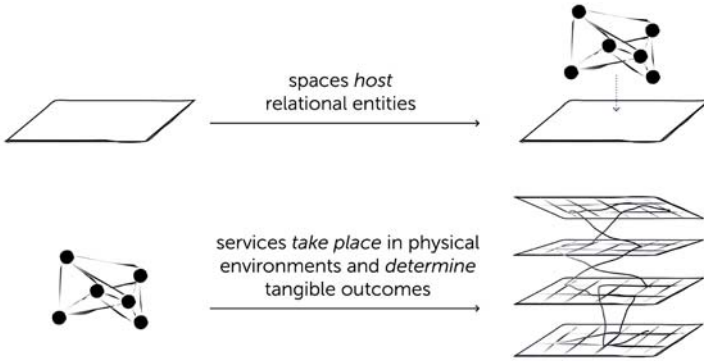 spaces host
relational entities
services take place in physical
environments and determine
tangible outcomes